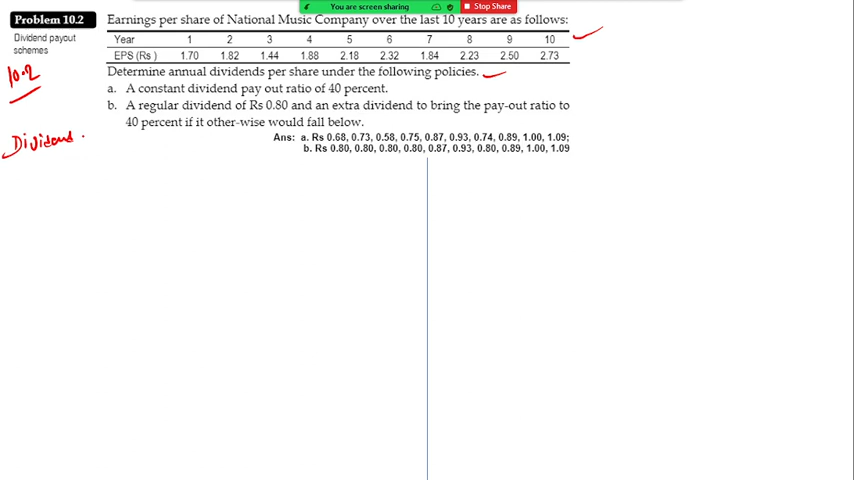 You are screen sharing
Stop Share
Problem 10.2
Dividend payout
schemes
10.2
Dividend
Earnings per share of National Music Company over the last 10 years are as follows:
Year 1 2 3 4 5 6 7 8 9 10
EPS (Rs ) 1.70 1.82 1.44 1.88 2.18 2.32 1.84 2.23 2.50 2.73
Determine annual dividends per share under the following policies.
a. A constant dividend pay out ratio of 40 percent.
b. A regular dividend of Rs 0.80 and an extra dividend to bring the pay-out ratio to
40 percent if it other-wise would fall below.
Ans: a. Rs 0.68, 0.73, 0.58, 0.75, 0.87, 0.93, 0.74, 0.89, 1.00, 1.09;
b. Rs 0.80, 0.80, 0.80, 0.80, 0.87, 0.93, 0.80, 0.89, 1.00, 1.09